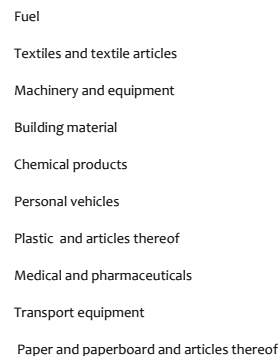 Fuel
Textiles and textile articles
Machinery and equipment
Building material
Chemical products
Personal vehicles
Plastic and articles thereof
Medical and pharmaceuticals
Transport equipment
Paper and paperboard and articles thereof